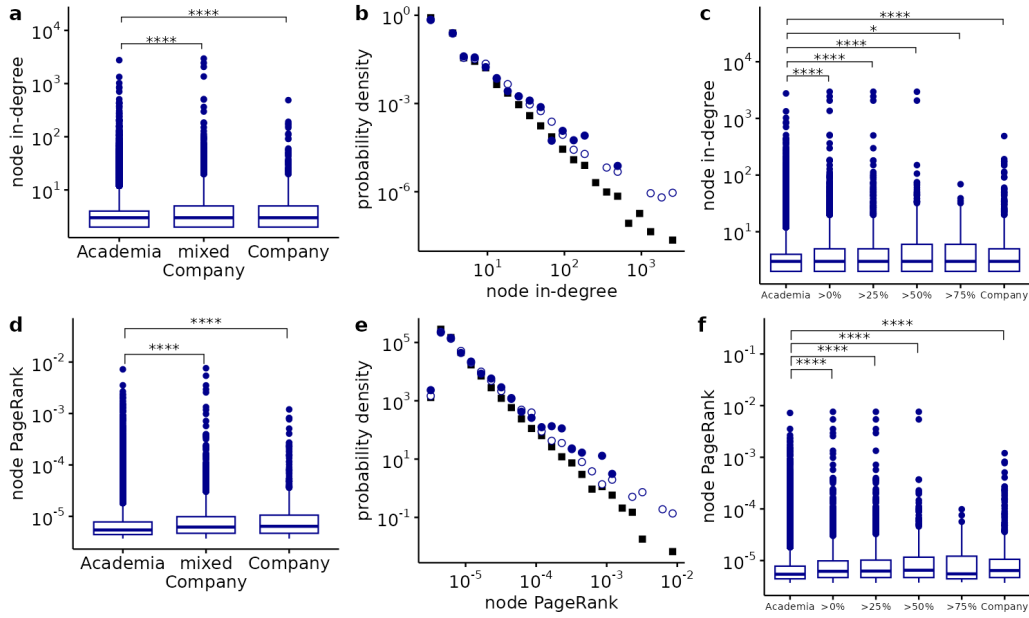 a
node in-degree
10^4
10^3
10^2
10^1
****
****
Academia mixed Company
Company
b
probability density
10^0
10^-3
10^-6
10^1 10^2 10^3
node in-degree
c
node in-degree
10^4
10^3
10^2
10^1
****
*
****
****
****
Academia >0% >25% >50% >75% Company
d
node PageRank
10^-2
10^-3
10^-4
10^-5
****
****
Academia mixed Company
Company
e
probability density
10^5
10^3
10^1
10^-1
10^-5 10^-4 10^-3 10^-2
node PageRank
f
node PageRank
10^-1
10^-2
10^-3
10^-4
10^-5
****
****
****
****
Academia >0% >25% >50% >75% Company